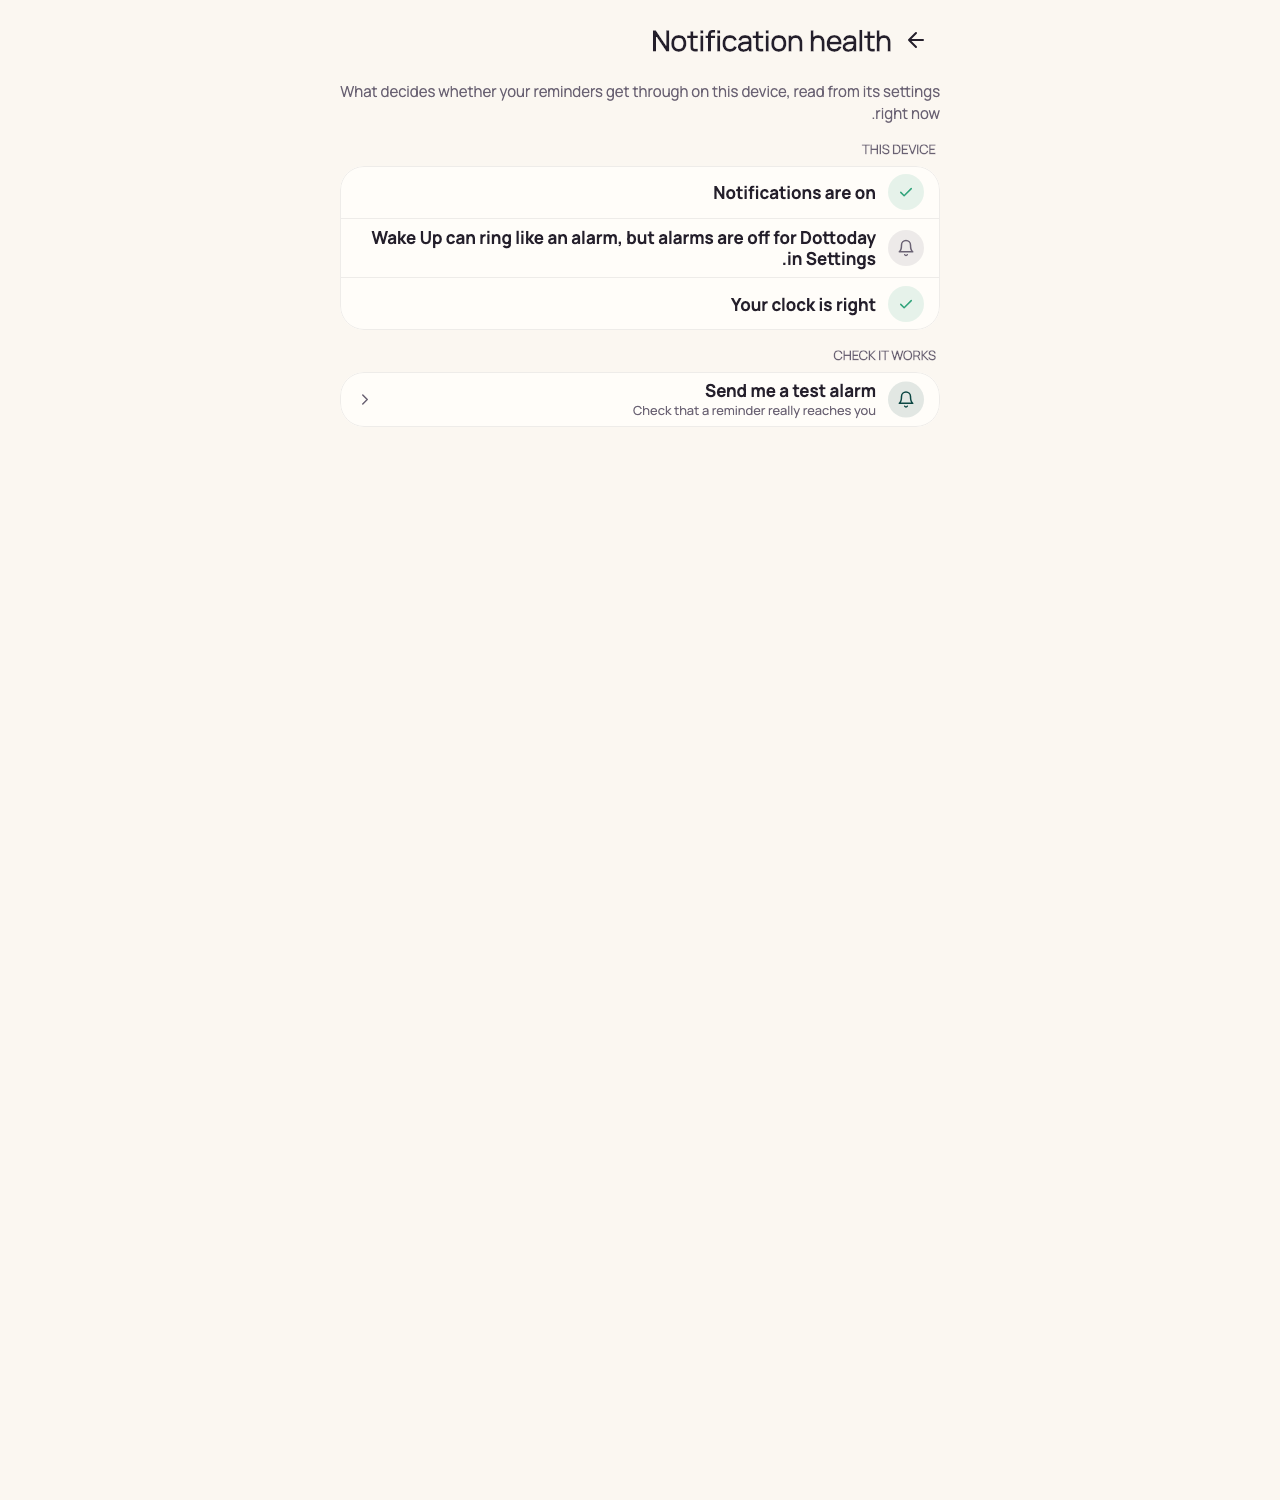 Notification health
What decides whether your reminders get through on this device, read from its settings
.right now
THIS DEVICE
Notifications are on
Wake Up can ring like an alarm, but alarms are off for Dottoday
.in Settings
Your clock is right
CHECK IT WORKS
Send me a test alarm
Check that a reminder really reaches you